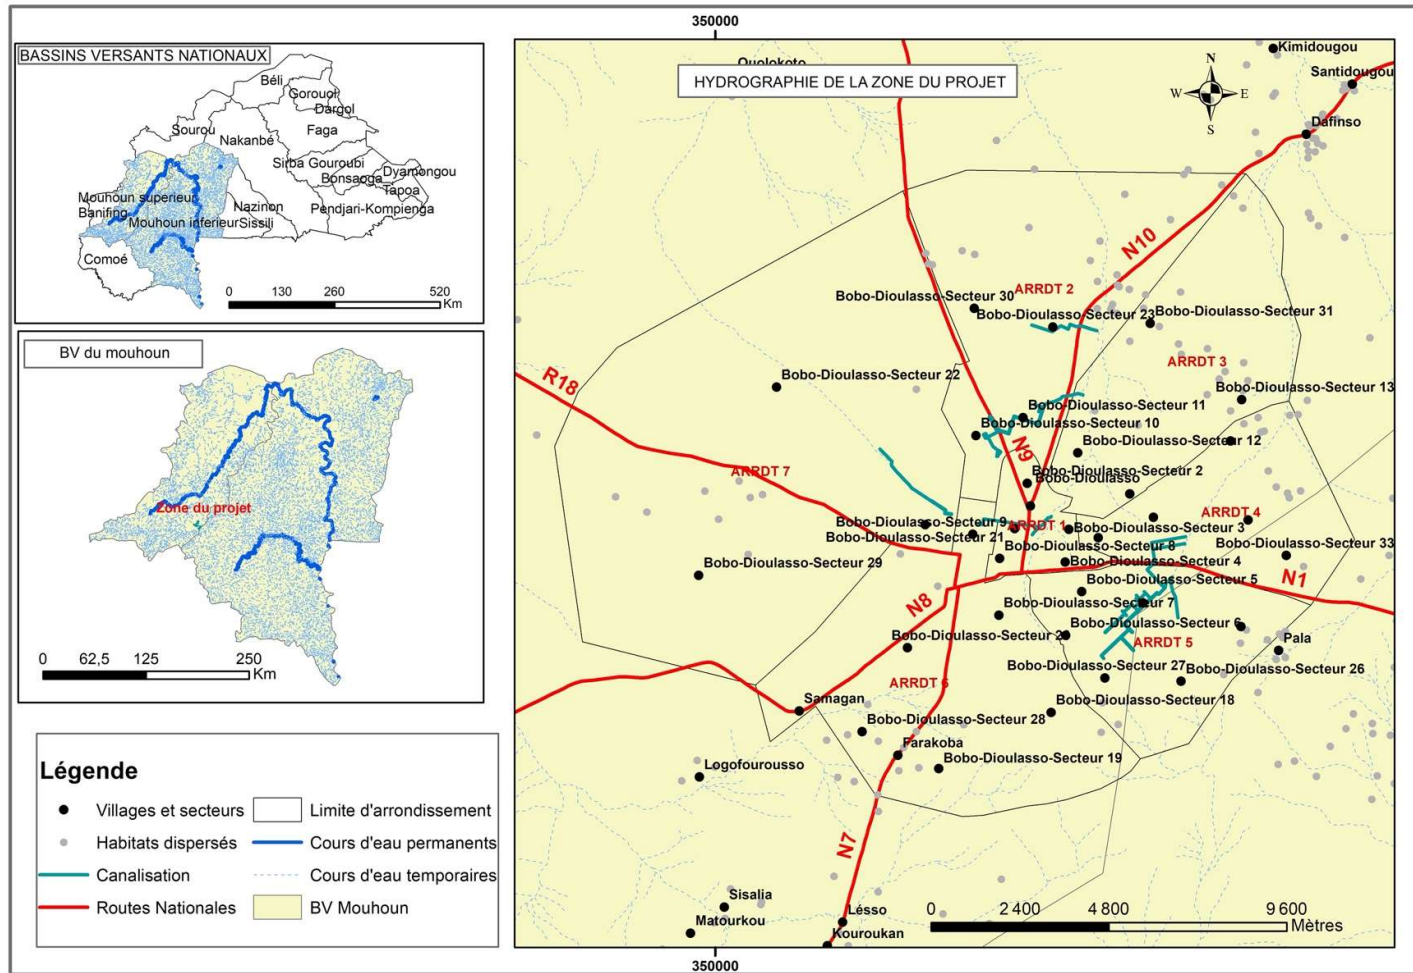 350000
BASSINS VERSANTS NATIONAUX
Béli
Gorouol
Dargol
Sourou
Nakanbé
Faga
Sirba Gouroubi
Bonsaoga
Dyamongou
Tapoa
Mouhoun superieur
Banifing
Nazinon
Pendjari-Kompienga
Mouhoun inferieur
Sissili
Comoé
0 130 260 520
Km
BV du mouhoun
Zone du projet
0 62,5 125 250
Km
Légende
Villages et secteurs
Limite d'arrondissement
Habitats dispersés
Cours d'eau permanents
Canalisation
Cours d'eau temporaires
Routes Nationales
BV Mouhoun
Ouolokoto
HYDROGRAPHIE DE LA ZONE DU PROJET
N
W E
S
Kimidougou
Santidougou
Dafinso
N10
ARRDT 2
Bobo-Dioulasso-Secteur 30
Bobo-Dioulasso-Secteur 23
Bobo-Dioulasso-Secteur 31
ARRDT 3
R18
Bobo-Dioulasso-Secteur 22
Bobo-Dioulasso-Secteur 13
Bobo-Dioulasso-Secteur 11
Bobo-Dioulasso-Secteur 10
N9
Bobo-Dioulasso-Secteur 12
ARRDT 7
Bobo-Dioulasso-Secteur 2
Bobo-Dioulasso
ARRDT 4
Bobo-Dioulasso-Secteur 9
ARRDT 1
Bobo-Dioulasso-Secteur 3
Bobo-Dioulasso-Secteur 21
Bobo-Dioulasso-Secteur 8
Bobo-Dioulasso-Secteur 33
Bobo-Dioulasso-Secteur 29
Bobo-Dioulasso-Secteur 4
Bobo-Dioulasso-Secteur 5
N1
N8
Bobo-Dioulasso-Secteur 7
Bobo-Dioulasso-Secteur 6
Bobo-Dioulasso-Secteur 2
ARRDT 5
Pala
Bobo-Dioulasso-Secteur 27
Bobo-Dioulasso-Secteur 26
ARRDT 6
Bobo-Dioulasso-Secteur 18
Samagan
Bobo-Dioulasso-Secteur 28
Farakoba
Logofourousso
Bobo-Dioulasso-Secteur 19
N7
Sisalia
Matourkou
Lésso
Kouroukan
0 2 400 4 800 9 600
Mètres
350000